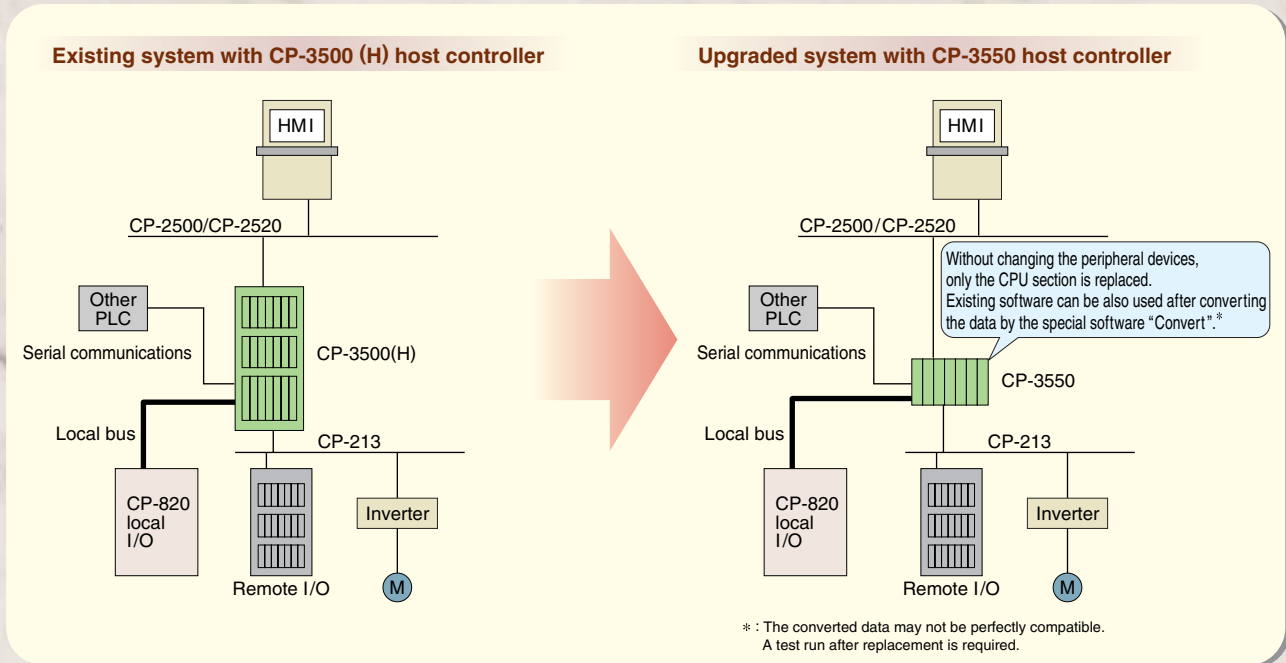 Existing system with CP-3500 (H) host controller
HMI
CP-2500/CP-2520
Other
PLC
Serial communications
CP-3500(H)
Local bus
CP-213
CP-820
local
I/O
Inverter
Remote I/O
M
Upgraded system with CP-3550 host controller
HMI
CP-2500/CP-2520
Without changing the peripheral devices,
only the CPU section is replaced.
Existing software can be also used after converting
the data by the special software “Convert”.*
Other
PLC
Serial communications
CP-3550
Local bus
CP-213
CP-820
local
I/O
Inverter
Remote I/O
M
* : The converted data may not be perfectly compatible.
A test run after replacement is required.